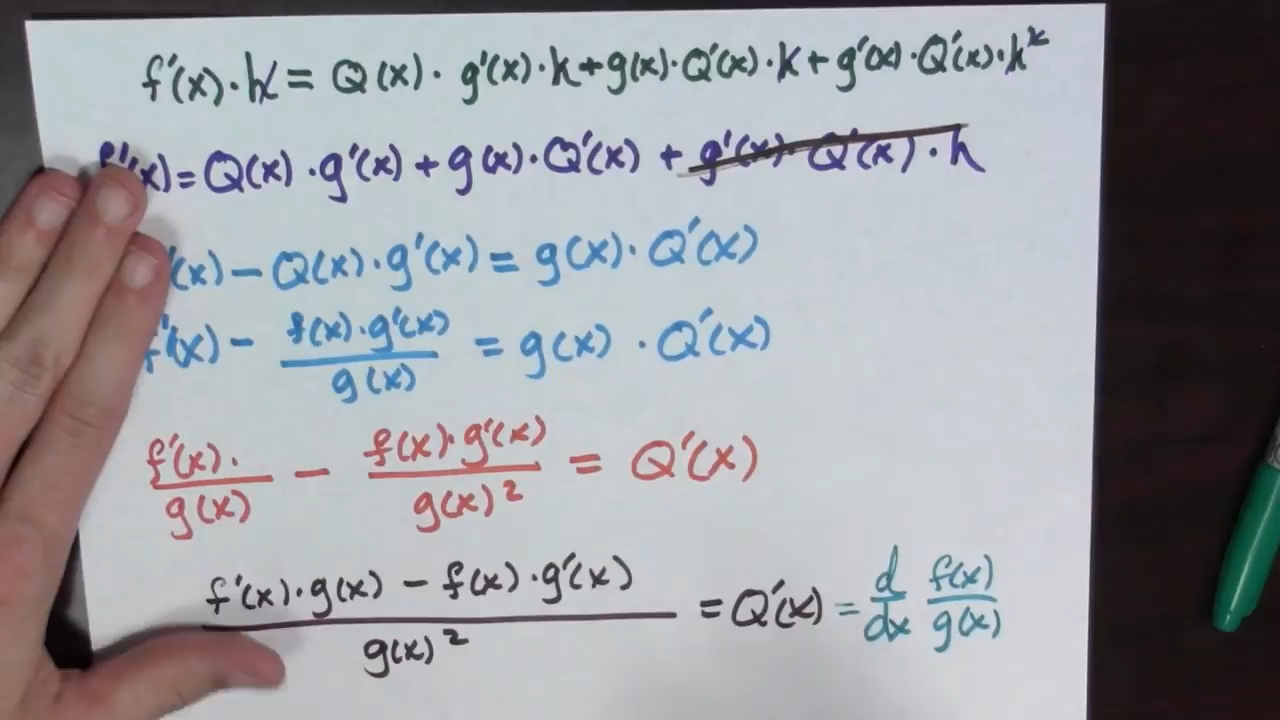 f'(x)·h = Q(x)·g'(x)·h+g(x)·Q'(x)·h+g'(x)·Q'(x)·h²
f'(x)=Q(x)·g'(x)+g(x)·Q'(x)+g'(x)·Q'(x)·h
'(x)-Q(x)·g'(x)=g(x)·Q'(x)
f'(x)- f(x)·g'(x)/g(x) = g(x)·Q'(x)
f'(x)·/g(x) - f(x)·g'(x)/g(x)² = Q'(x)
f'(x)·g(x)-f(x)·g'(x)/g(x)² =Q'(x)= d/dx f(x)/g(x)